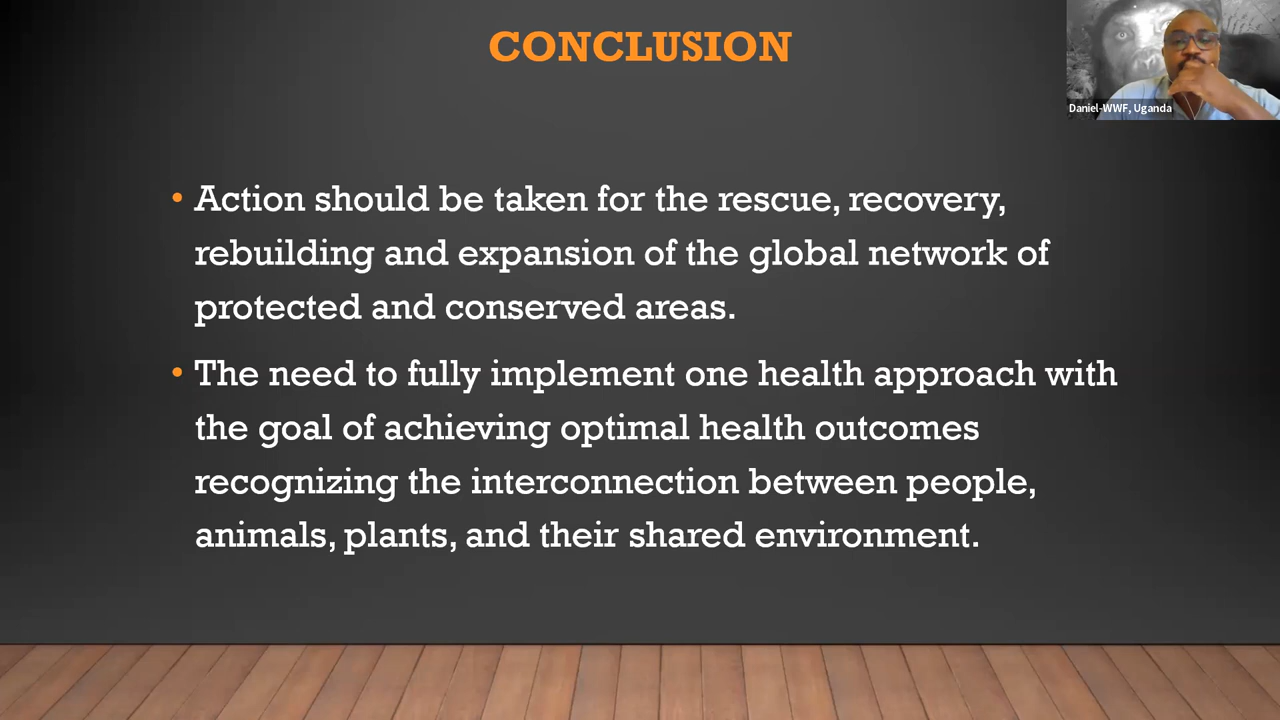 CONCLUSION
Daniel-WWF, Uganda
• Action should be taken for the rescue, recovery,
rebuilding and expansion of the global network of
protected and conserved areas.
• The need to fully implement one health approach with
the goal of achieving optimal health outcomes
recognizing the interconnection between people,
animals, plants, and their shared environment.